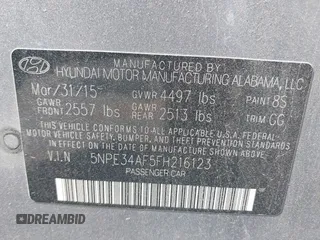 MANUFACTURED BY
HYUNDAI MOTOR MANUFACTURING ALABAMA, LLC
Mar/31/15 GVWR 4497 lbs PAINT 8S
GAWR FRONT 2557 lbs GAWR REAR 2513 lbs TRIM GG
THIS VEHICLE CONFORMS TO ALL APPLICABLE U.S.A. FEDERAL
MOTOR VEHICLE SAFETY, BUMPER, AND THEFT PREVENTION
STANDARDS IN EFFECT ON THE DATE OF MANUFACTURE SHOWN ABOVE.
V.I.N 5NPE34AF5FH216123
PASSENGER CAR
DREAMBID